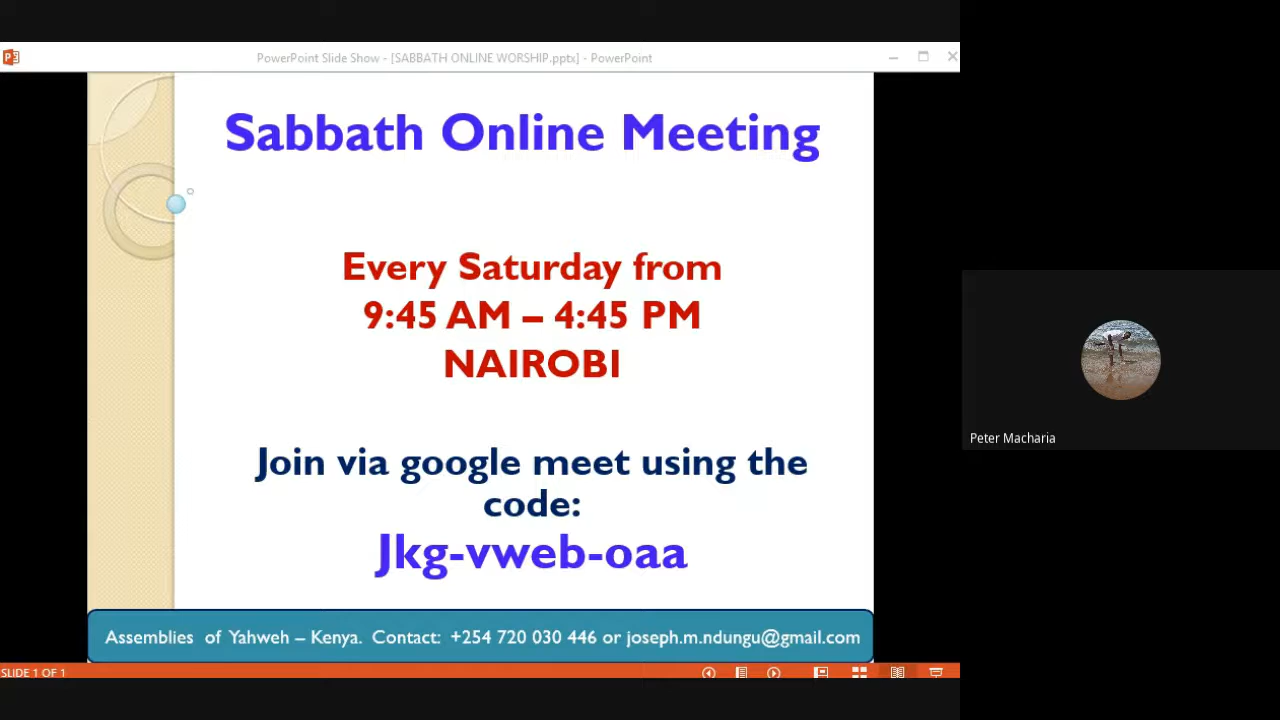 PowerPoint Slide Show - [SABBATH ONLINE WORSHIP.pptx] - PowerPoint
Sabbath Online Meeting
Every Saturday from
9:45 AM – 4:45 PM
NAIROBI
Join via google meet using the
code:
Jkg-vweb-oaa
Assemblies of Yahweh – Kenya. Contact: +254 720 030 446 or joseph.m.ndungu@gmail.com
SLIDE 1 OF 1
Peter Macharia